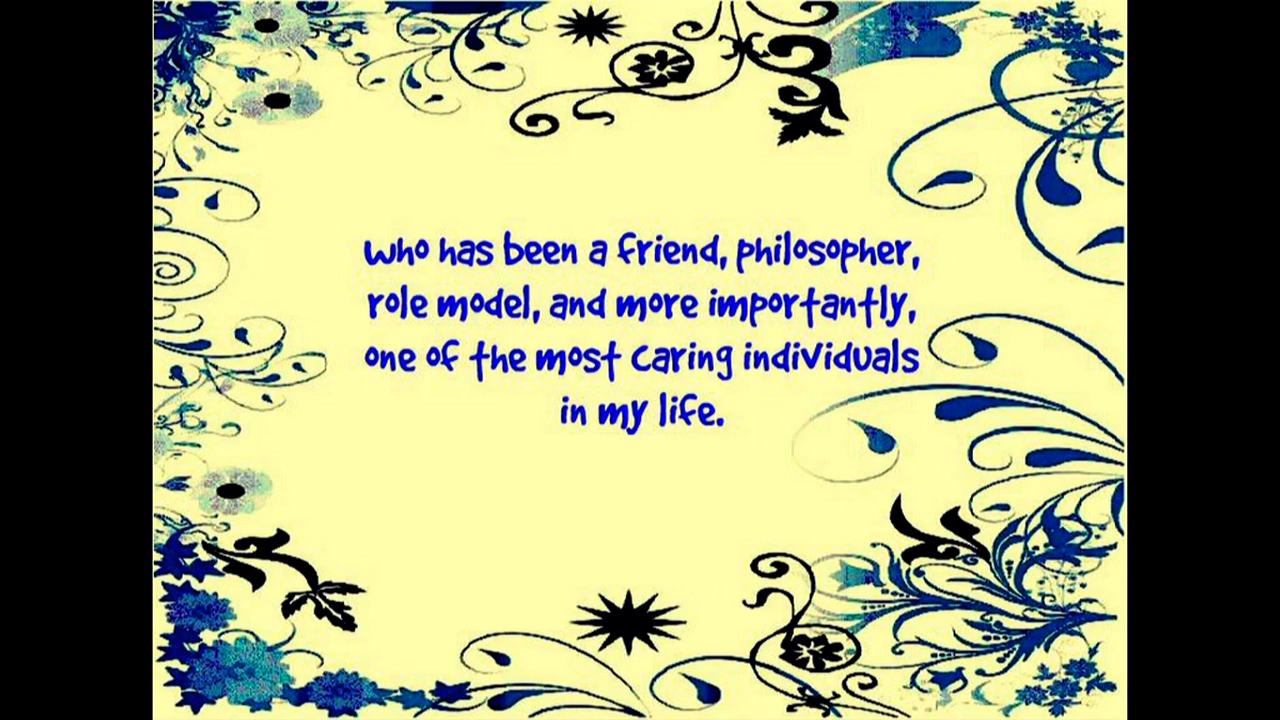 who has been a friend, philosopher,
role model, and more importantly,
one of the most caring individuals
in my life.